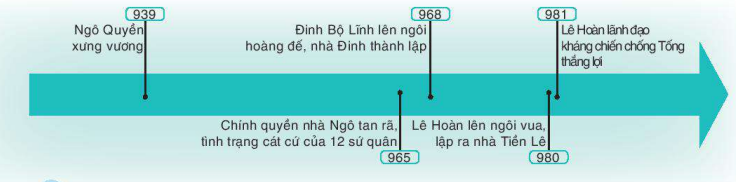 939
Ngô Quyền
xưng vương
968
Đinh Bộ Lĩnh lên ngôi
hoàng đế, nhà Đinh thành lập
981
Lê Hoàn lãnh đạo
kháng chiến chống Tống
thắng lợi
Chính quyền nhà Ngô tan rã,
tình trạng cát cứ của 12 sứ quân
965
Lê Hoàn lên ngôi vua,
lập ra nhà Tiền Lê
980